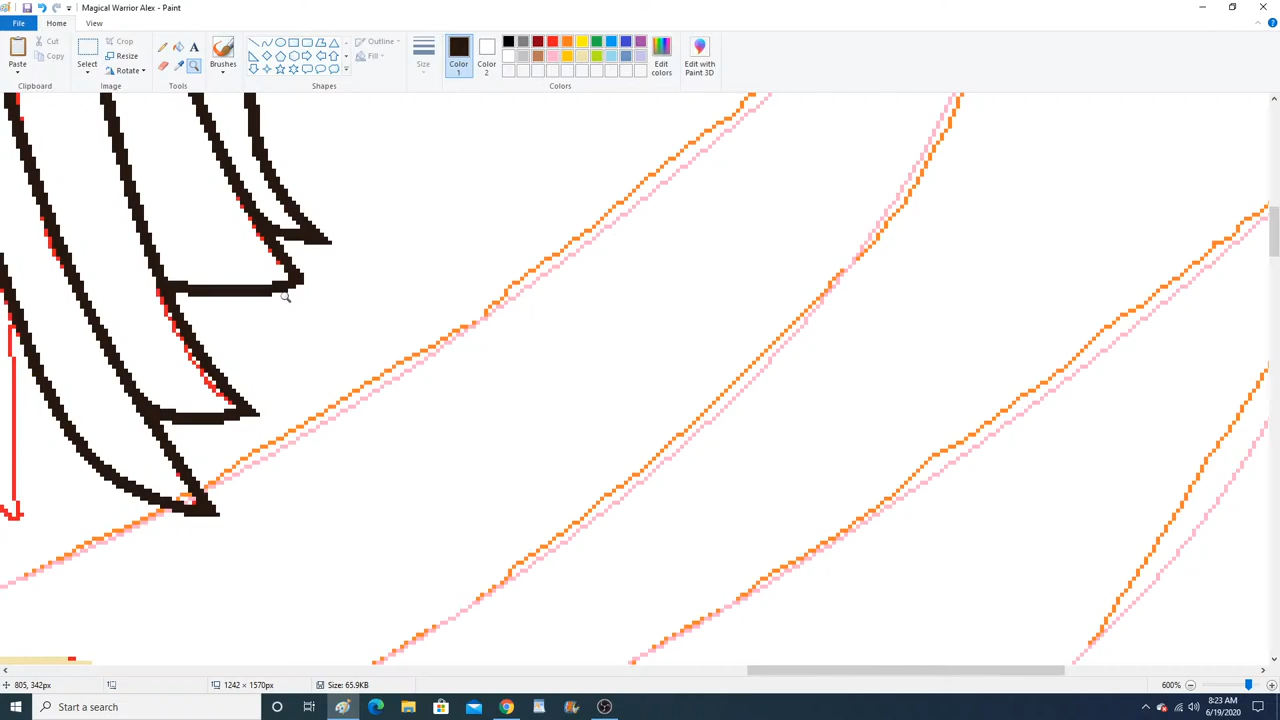 Magical Warrior Alex - Paint
File Home View
Paste
Cut
Copy
Clipboard
Select
Crop
Resize
Rotate
Image
A
Tools
Brushes
Shapes
Outline
Fill
Size
Color 1
Color 2
Edit colors
Colors
Edit with Paint 3D
805, 342px
1242 × 1570px
Size: 65.9KB
600%
Start a search
8:23 AM
6/19/2020